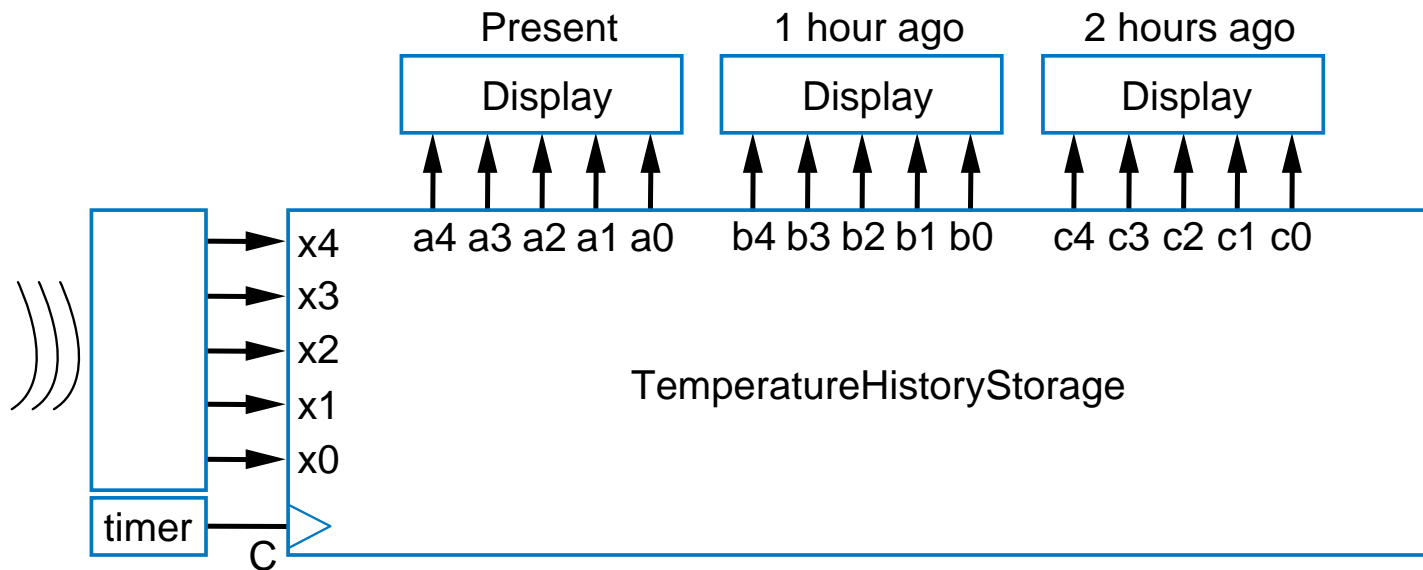 Present 1 hour ago 2 hours ago
Display Display Display
x4 a4 a3 a2 a1 a0 b4 b3 b2 b1 b0 c4 c3 c2 c1 c0
x3
x2
TemperatureHistoryStorage
x1
x0
timer
C